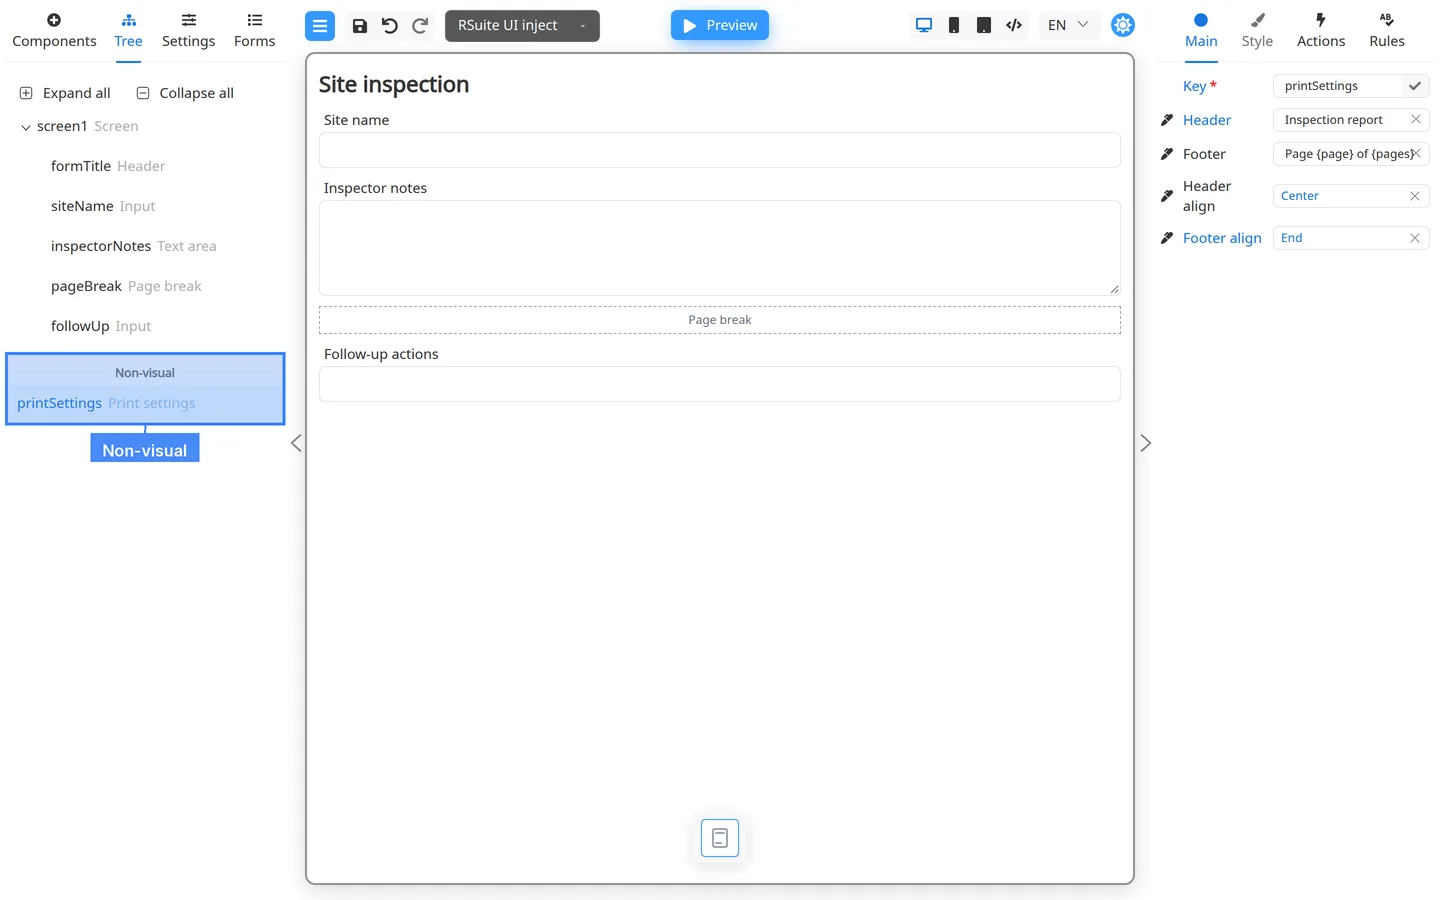 Components Tree Settings Forms
RSuite UI inject
Preview
EN
Main Style Actions Rules
Expand all Collapse all
screen1 Screen
formTitle Header
siteName Input
inspectorNotes Text area
pageBreak Page break
followUp Input
Non-visual
printSettings Print settings
Non-visual
Site inspection
Site name
Inspector notes
Page break
Follow-up actions
Key * printSettings
Header Inspection report
Footer Page {page} of {pages}
Header
align
Center
Footer align End